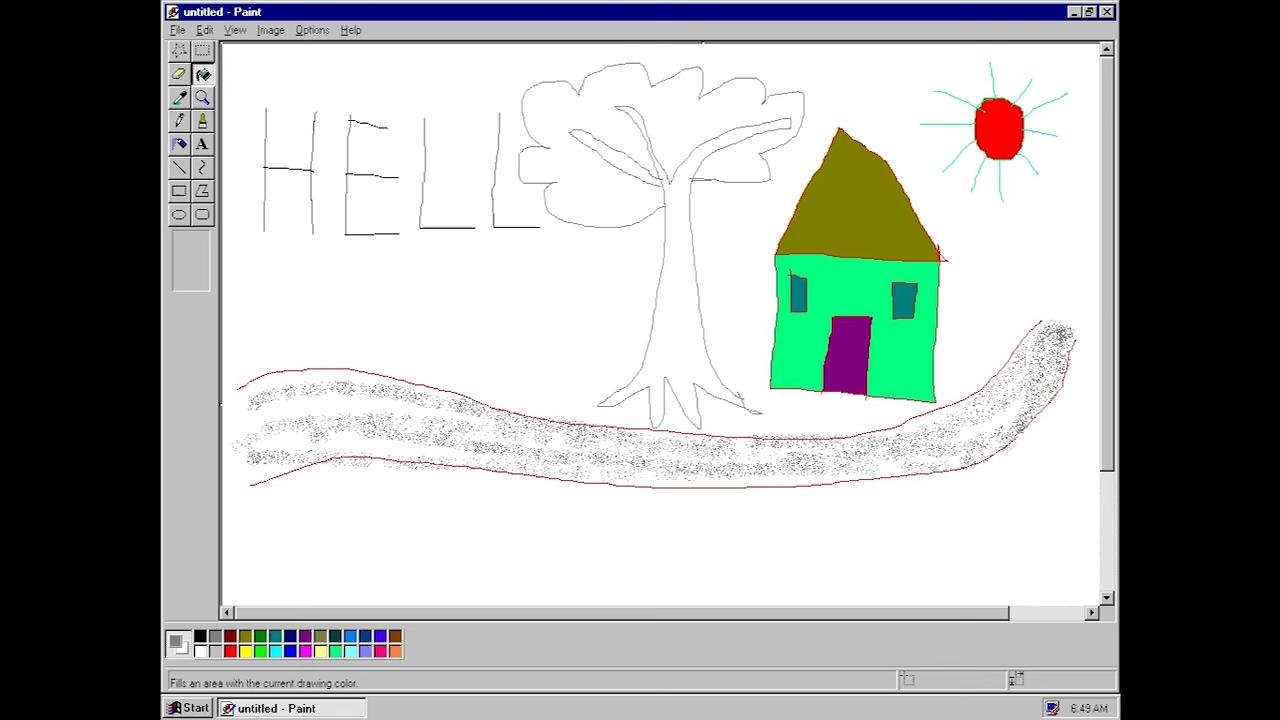 untitled - Paint
File Edit View Image Options Help
HELL
Fills an area with the current drawing color.
Start untitled - Paint 6:49 AM